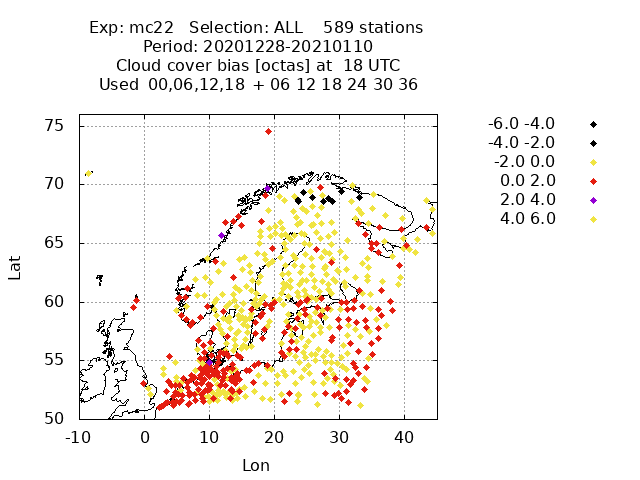 Exp: mc22   Selection: ALL    589 stations
Period: 20201228-20210110
Cloud cover bias [octas] at  18 UTC
Used  00,06,12,18  + 06 12 18 24 30 36
-6.0 -4.0
-4.0 -2.0
-2.0 0.0
0.0 2.0
2.0 4.0
4.0 6.0
75
70
65
60
55
50
Lat
-10 0 10 20 30 40
Lon